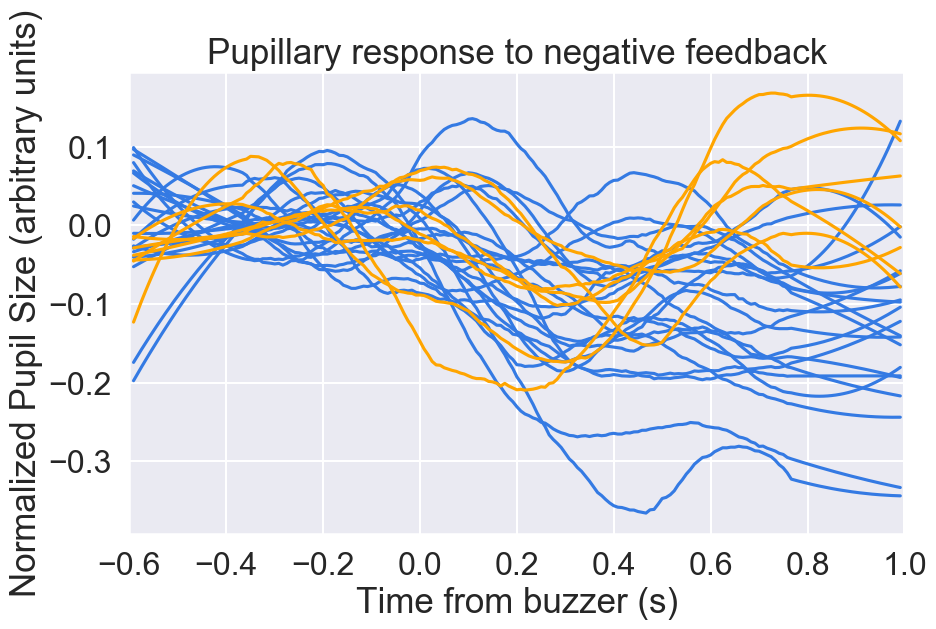 Pupillary response to negative feedback
Normalized Pupil Size (arbitrary units)
0.1
0.0
−0.1
−0.2
−0.3
−0.6 −0.4 −0.2 0.0 0.2 0.4 0.6 0.8 1.0
Time from buzzer (s)